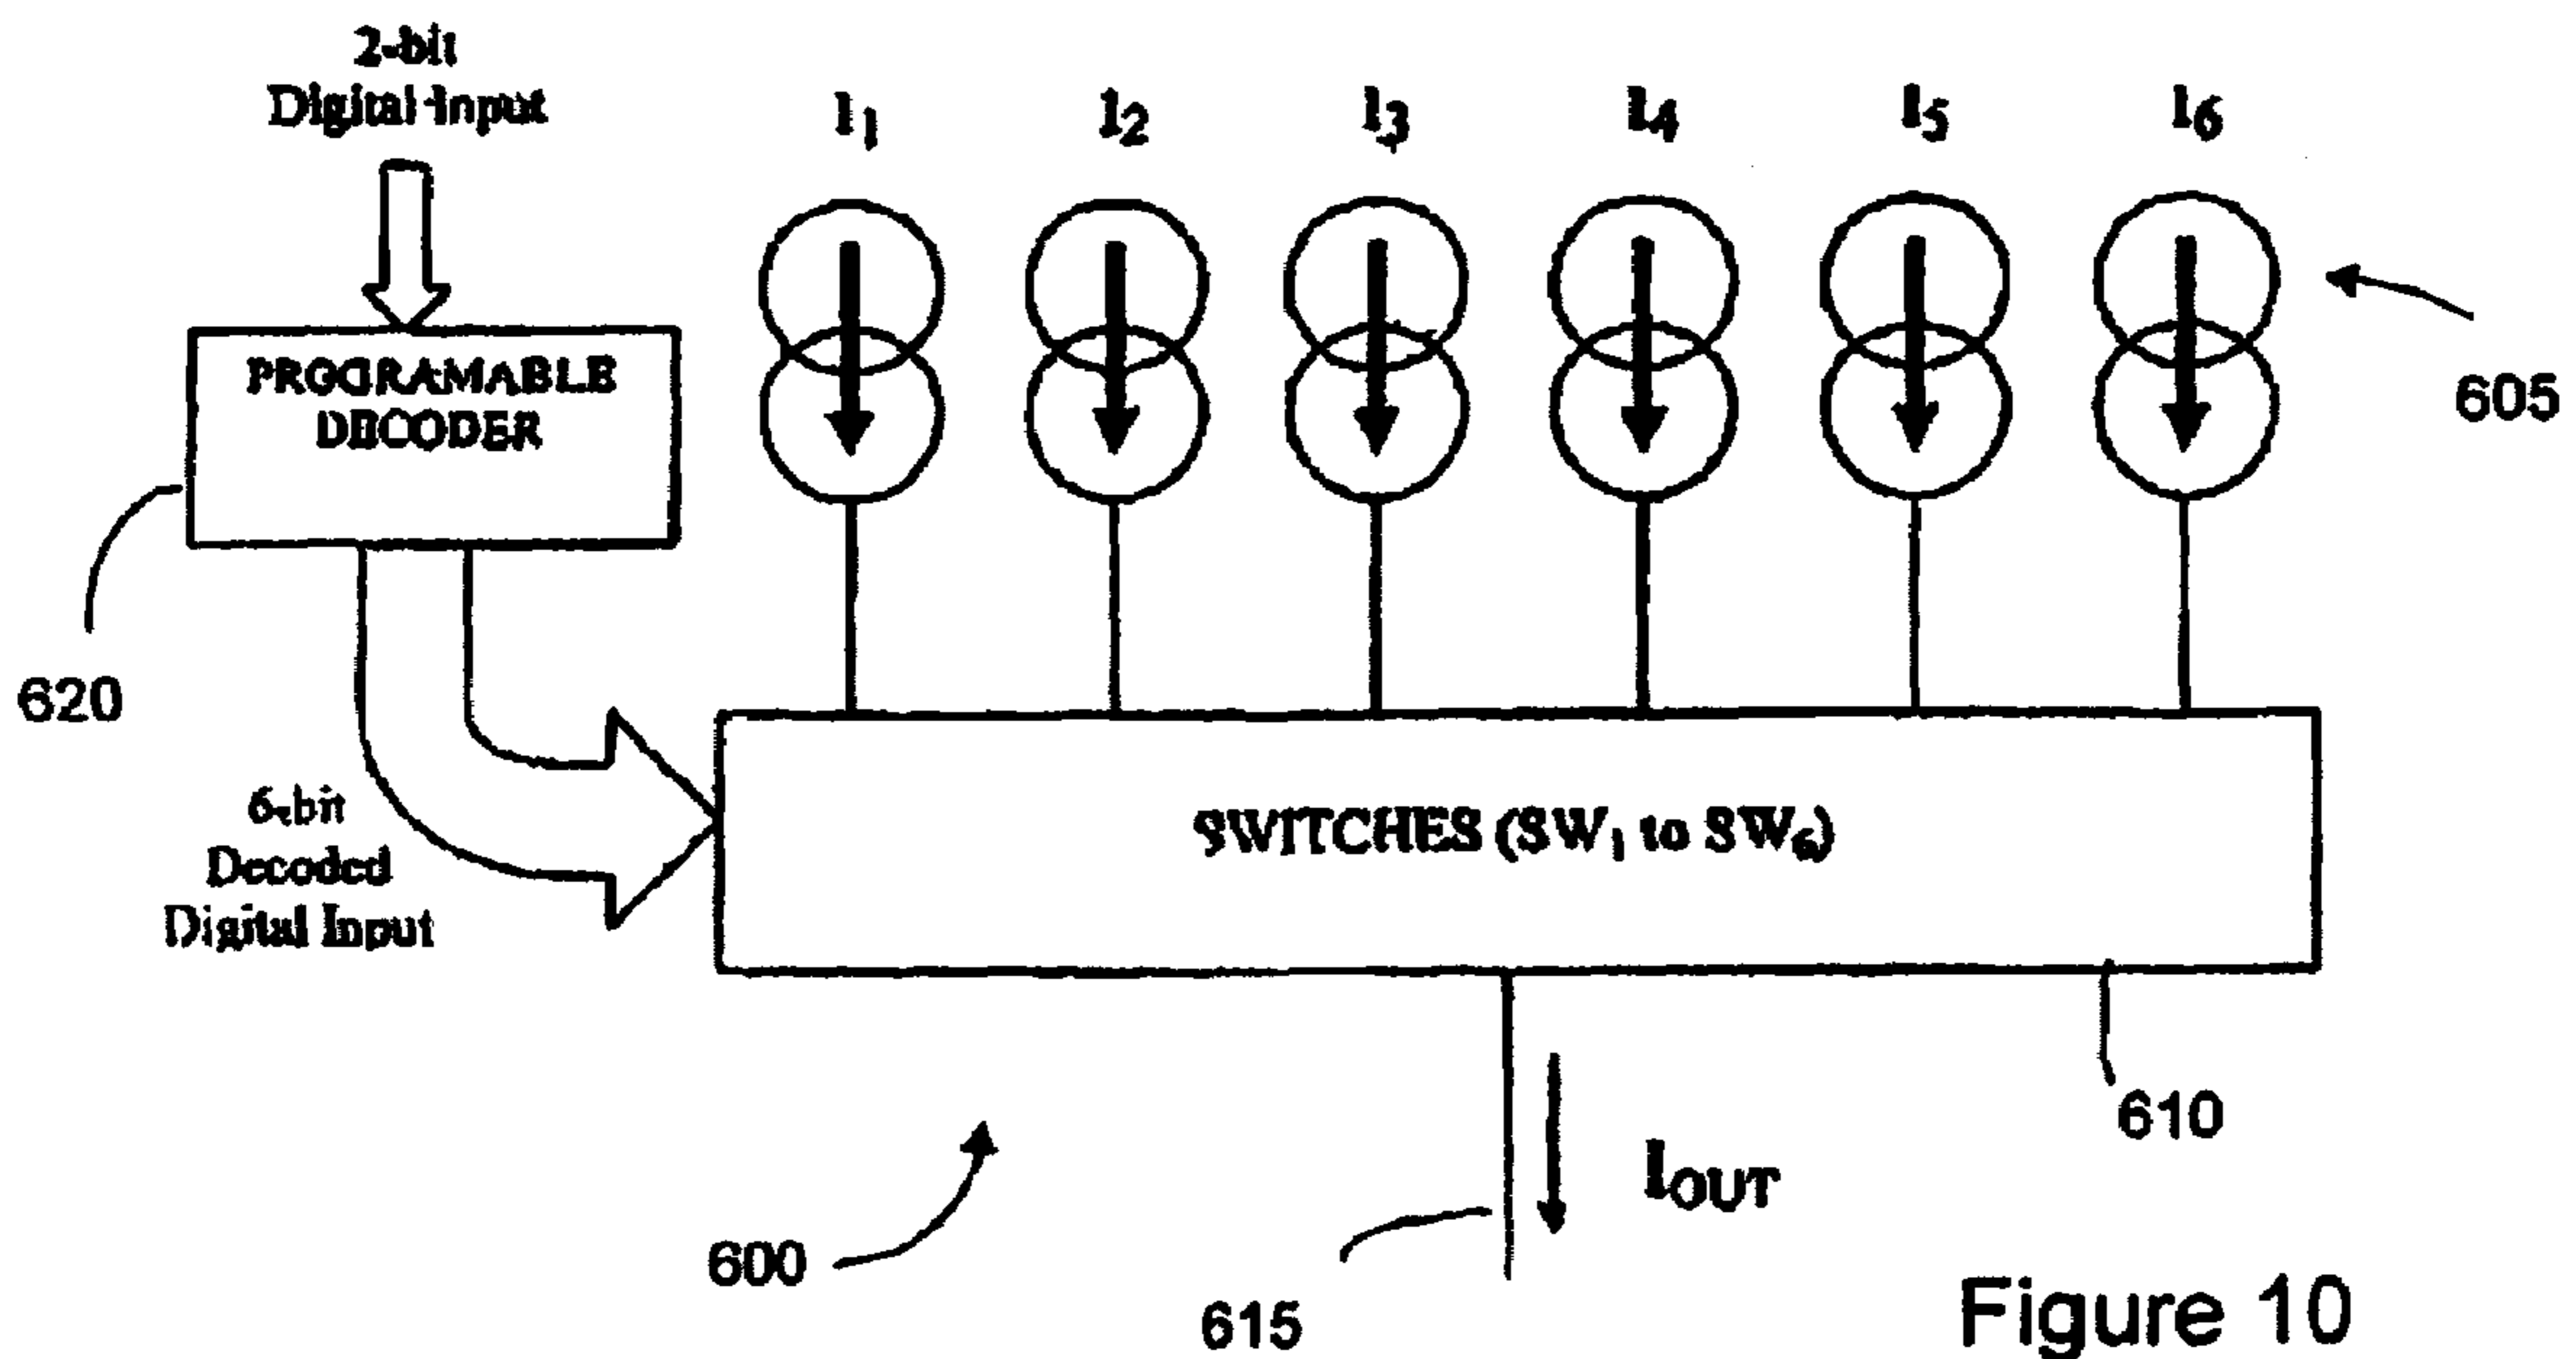 2-bit
Digital Input
I1 I2 I3 I4 I5 I6
PROGRAMABLE
DECODER
605
620
6-bit
Decoded
Digital Input
SWITCHES (SW1 to SW6)
610
IOUT
600
615
Figure 10